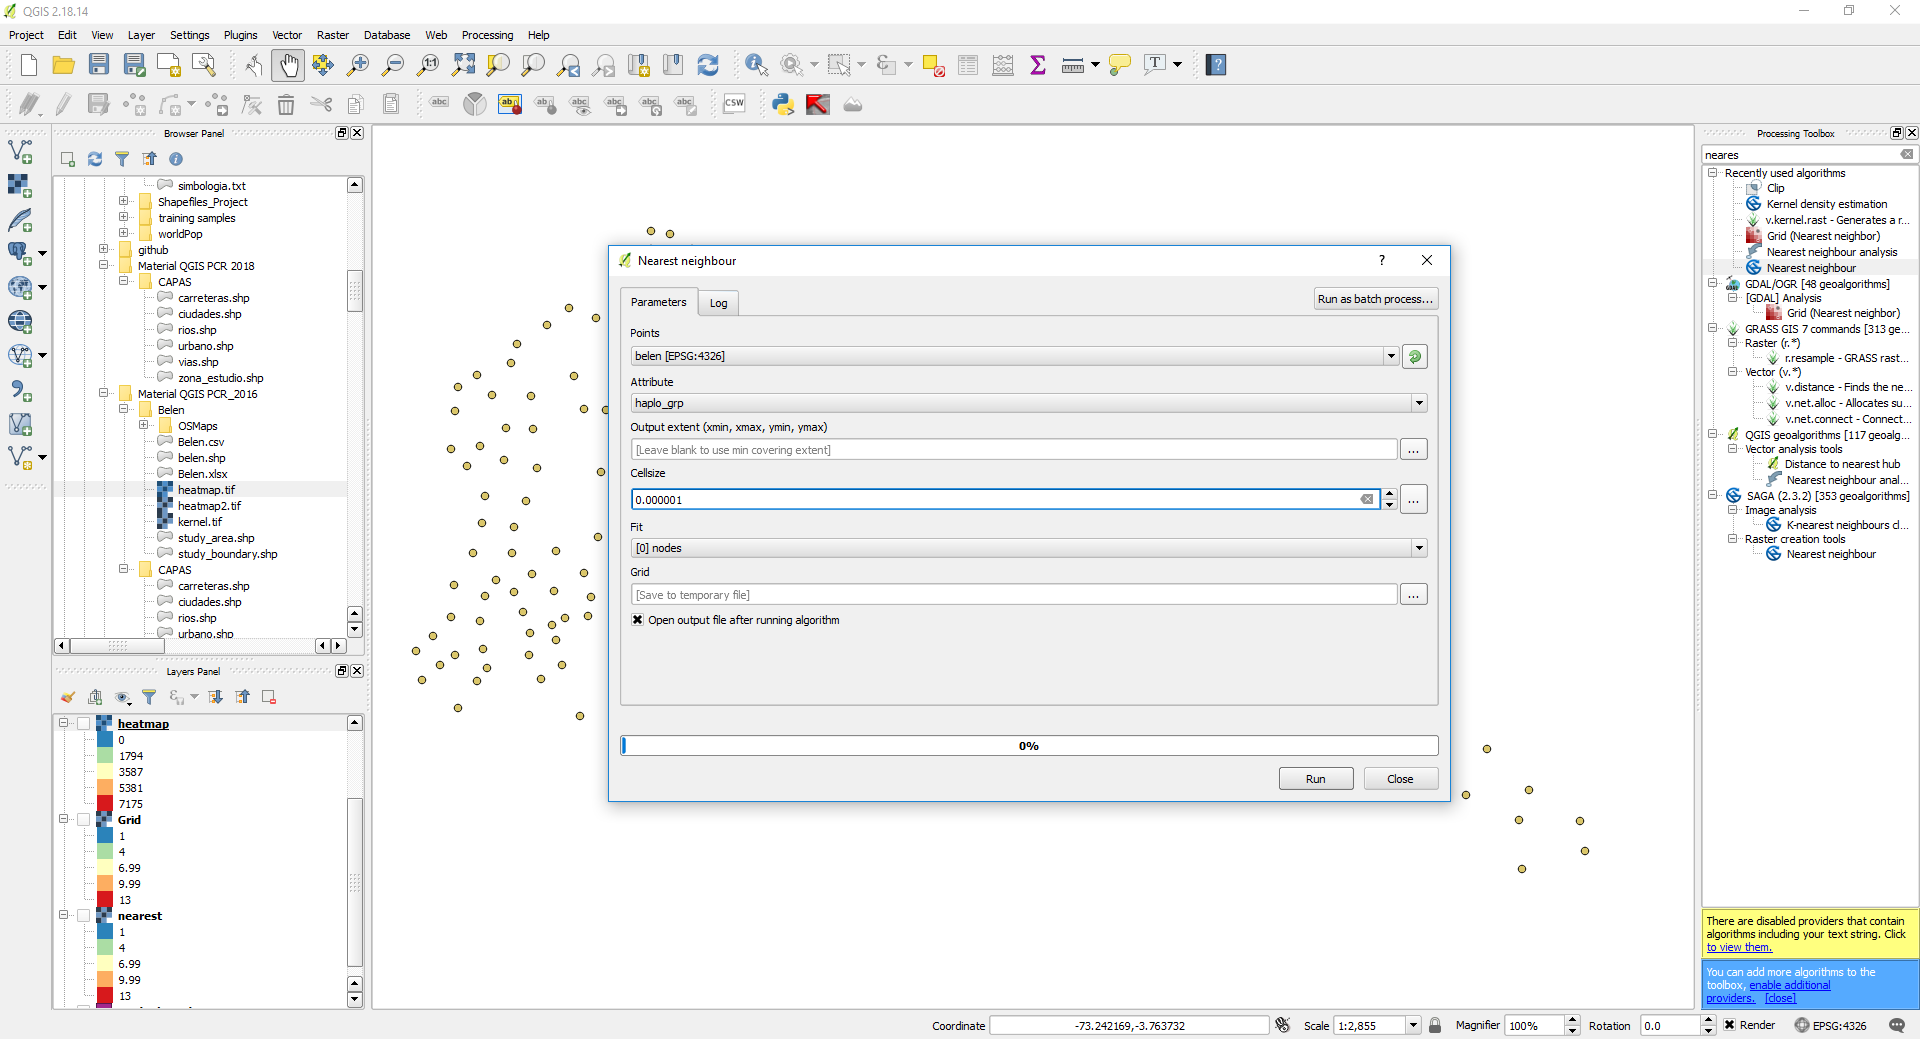 QGIS 2.18.14
Project Edit View Layer Settings Plugins Vector Raster Database Web Processing Help
Browser Panel
simbologia.txt
Shapefiles_Project
training samples
worldPop
github
Material QGIS PCR 2018
CAPAS
carreteras.shp
ciudades.shp
rios.shp
urbano.shp
vias.shp
zona_estudio.shp
Material QGIS PCR_2016
Belen
OSMaps
Belen.csv
belen.shp
Belen.xlsx
heatmap.tif
heatmap2.tif
kernel.tif
study_area.shp
study_boundary.shp
CAPAS
carreteras.shp
ciudades.shp
rios.shp
urbano.shp
Layers Panel
heatmap
0
1794
3587
5381
7175
Grid
1
4
6.99
9.99
13
nearest
1
4
6.99
9.99
13
Nearest neighbour
?
Parameters Log
Run as batch process...
Points
belen [EPSG:4326]
Attribute
haplo_grp
Output extent (xmin, xmax, ymin, ymax)
[Leave blank to use min covering extent]
...
Cellsize
0.000001
...
Fit
[0] nodes
Grid
[Save to temporary file]
...
Open output file after running algorithm
0%
Run Close
Processing Toolbox
neares
Recently used algorithms
Clip
Kernel density estimation
v.kernel.rast - Generates a r...
Grid (Nearest neighbor)
Nearest neighbour analysis
Nearest neighbour
GDAL/OGR [48 geoalgorithms]
[GDAL] Analysis
Grid (Nearest neighbor)
GRASS GIS 7 commands [313 ge...
Raster (r.*)
r.resample - GRASS rast...
Vector (v.*)
v.distance - Finds the ne...
v.net.alloc - Allocates su...
v.net.connect - Connect...
QGIS geoalgorithms [117 geoalg...
Vector analysis tools
Distance to nearest hub
Nearest neighbour anal...
SAGA (2.3.2) [353 geoalgorithms]
Image analysis
K-nearest neighbours cl...
Raster creation tools
Nearest neighbour
There are disabled providers that contain
algorithms including your text string. Click
to view them.
You can add more algorithms to the
toolbox, enable additional
providers. [close]
Coordinate -73.242169,-3.763732 Scale 1:2,855 Magnifier 100% Rotation 0.0 Render EPSG:4326